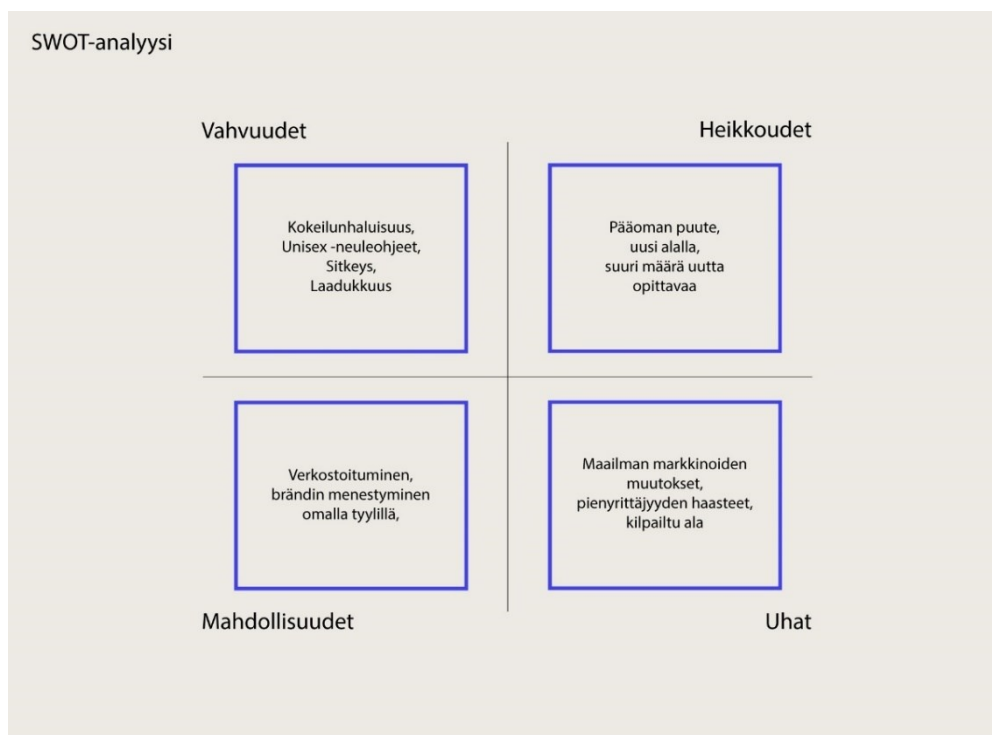 SWOT-analyysi
Vahvuudet
Heikkoudet
Kokeilunhaluisuus,
Unisex -neuleohjeet,
Sitkeys,
Laadukkuus
Pääoman puute,
uusi alalla,
suuri määrä uutta
opittavaa
Verkostoituminen,
brändin menestyminen
omalla tyylillä,
Maailman markkinoiden
muutokset,
pienyrittäjyyden haasteet,
kilpailtu ala
Mahdollisuudet
Uhat